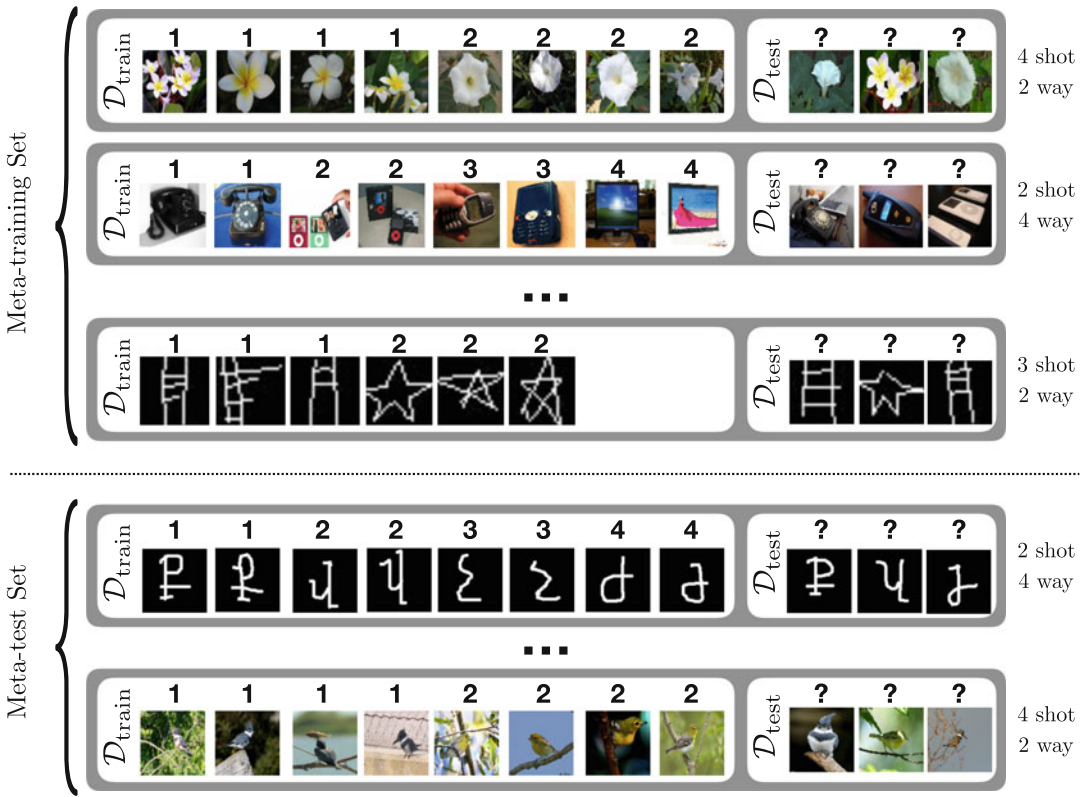 Meta-training Set
D_train 1 1 1 1 2 2 2 2 D_test ? ? ? 4 shot 2 way
D_train 1 1 2 2 3 3 4 4 D_test ? ? ? 2 shot 4 way
...
D_train 1 1 1 2 2 2 D_test ? ? ? 3 shot 2 way
Meta-test Set
D_train 1 1 2 2 3 3 4 4 D_test ? ? ? 2 shot 4 way
...
D_train 1 1 1 1 2 2 2 2 D_test ? ? ? 4 shot 2 way